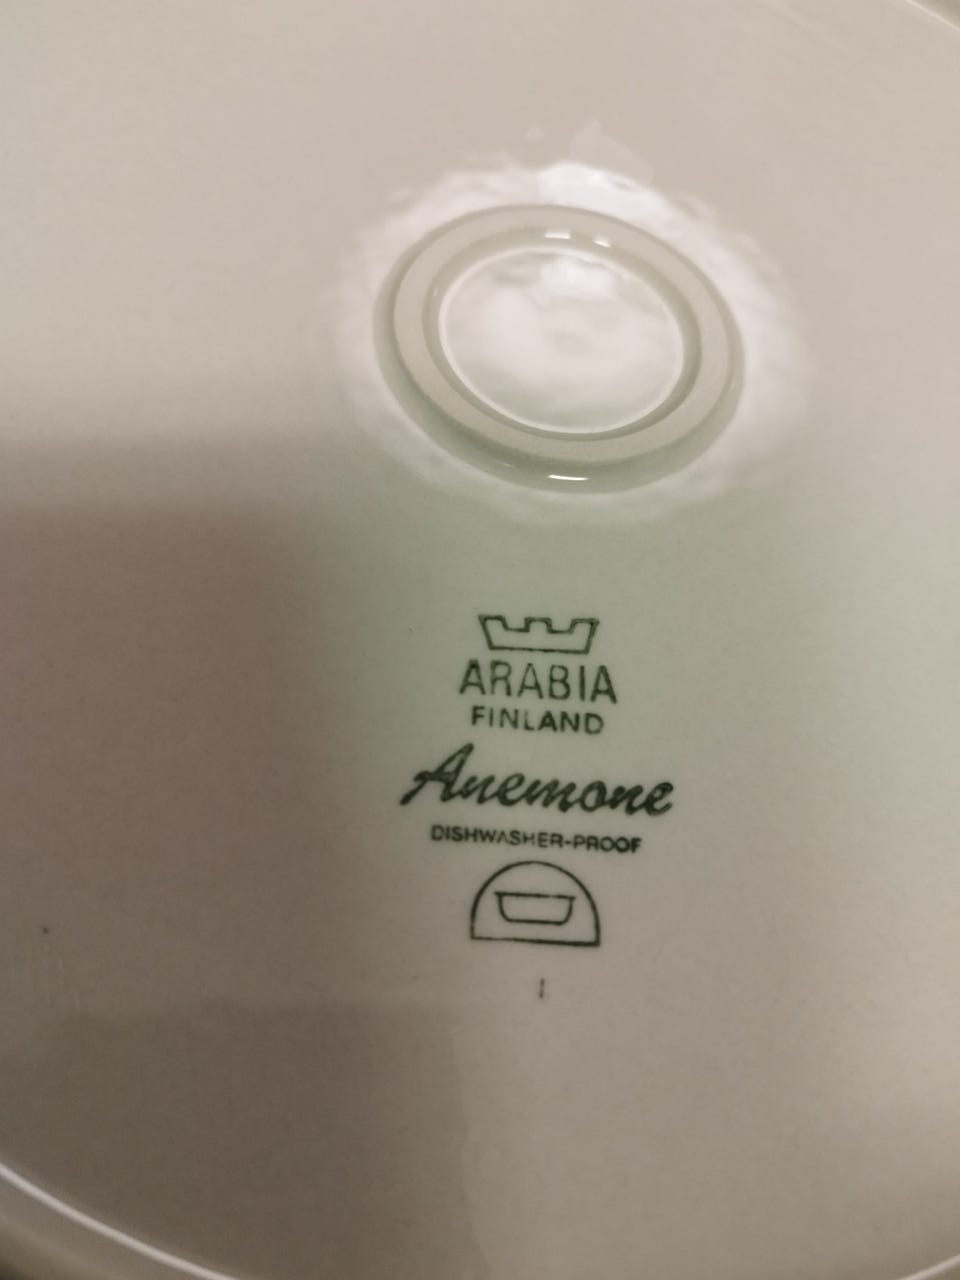 ARABIA
FINLAND
Anemone
DISHWASHER-PROOF
I